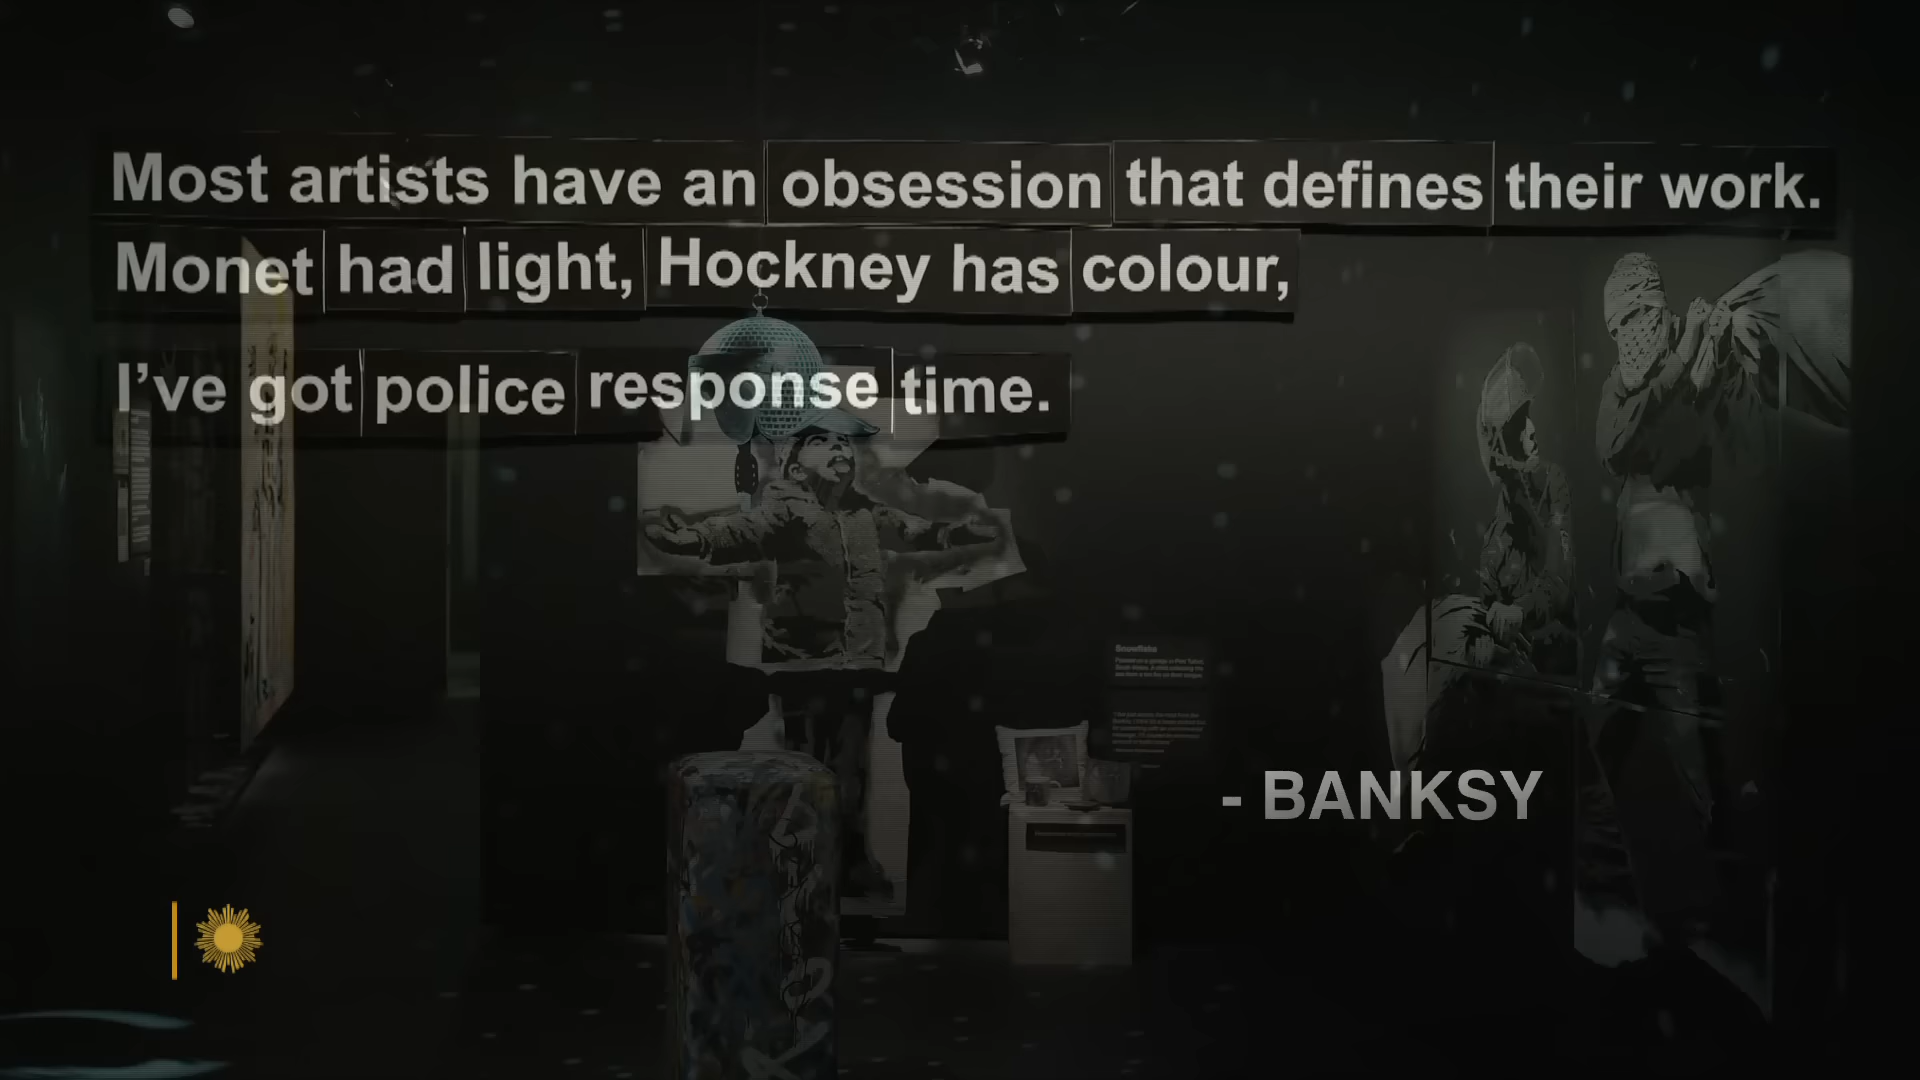 Most artists have an obsession that defines their work.
Monet had light, Hockney has colour,
I've got police response time.
Snowflake
- BANKSY